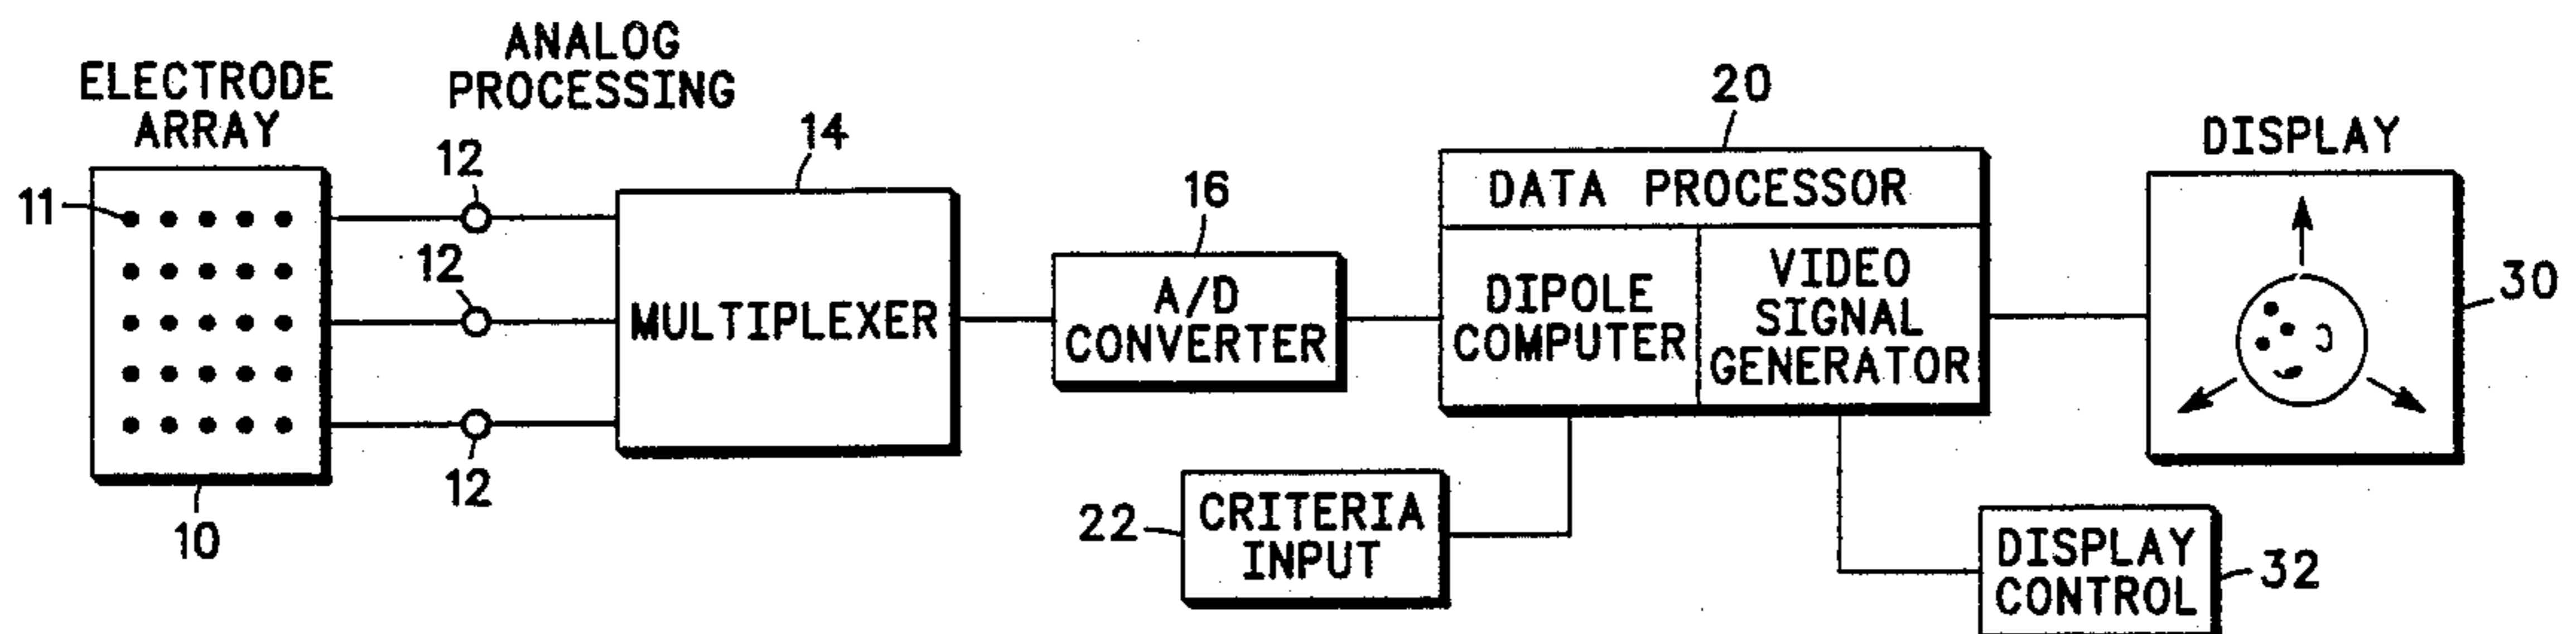 ELECTRODE
ARRAY
11
10
ANALOG
PROCESSING
12
12
12
14
MULTIPLEXER
16
A/D
CONVERTER
20
DATA PROCESSOR
DIPOLE
COMPUTER
VIDEO
SIGNAL
GENERATOR
22
CRITERIA
INPUT
DISPLAY
30
DISPLAY
CONTROL
32